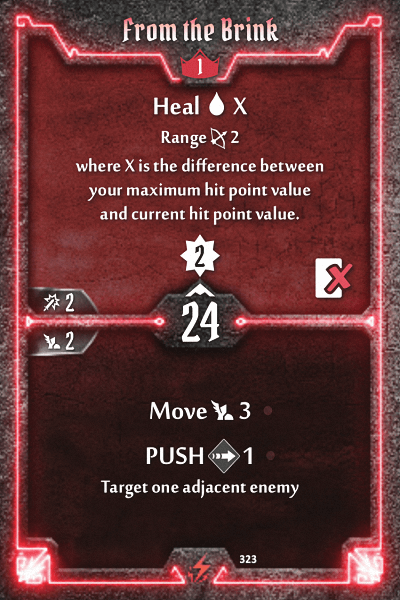 From the Brink
1
Heal X
Range 2
where X is the difference between
your maximum hit point value
and current hit point value.
2
X
2
24
2
Move 3
PUSH 1
Target one adjacent enemy
323